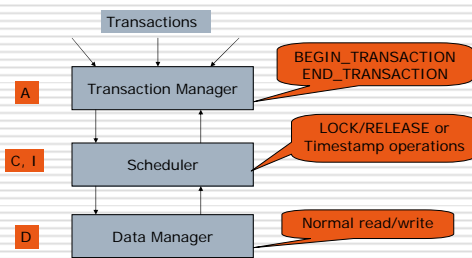 Transactions
BEGIN_TRANSACTION
END_TRANSACTION
A
Transaction Manager
LOCK/RELEASE or
Timestamp operations
C, I
Scheduler
Normal read/write
D
Data Manager